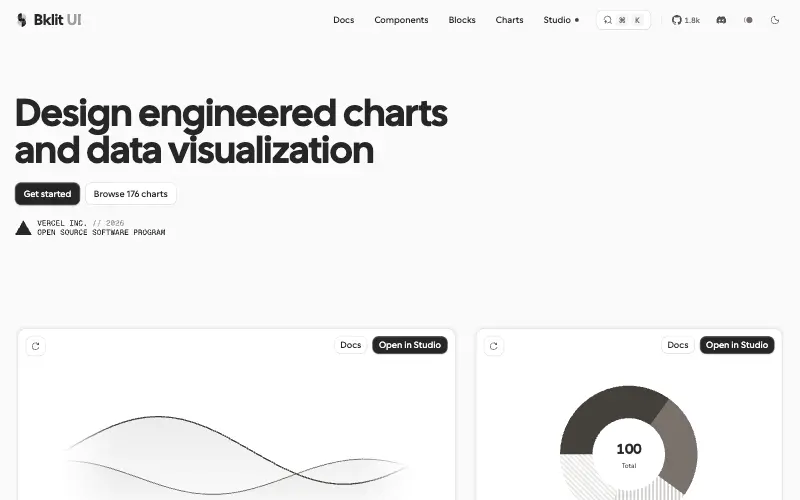 Bklit UI
Docs
Components
Blocks
Charts
Studio
⌘ K
1.8k
Design engineered charts
and data visualization
Get started
Browse 176 charts
VERCEL INC. // 2026
OPEN SOURCE SOFTWARE PROGRAM
Docs
Open in Studio
Docs
Open in Studio
100
Total